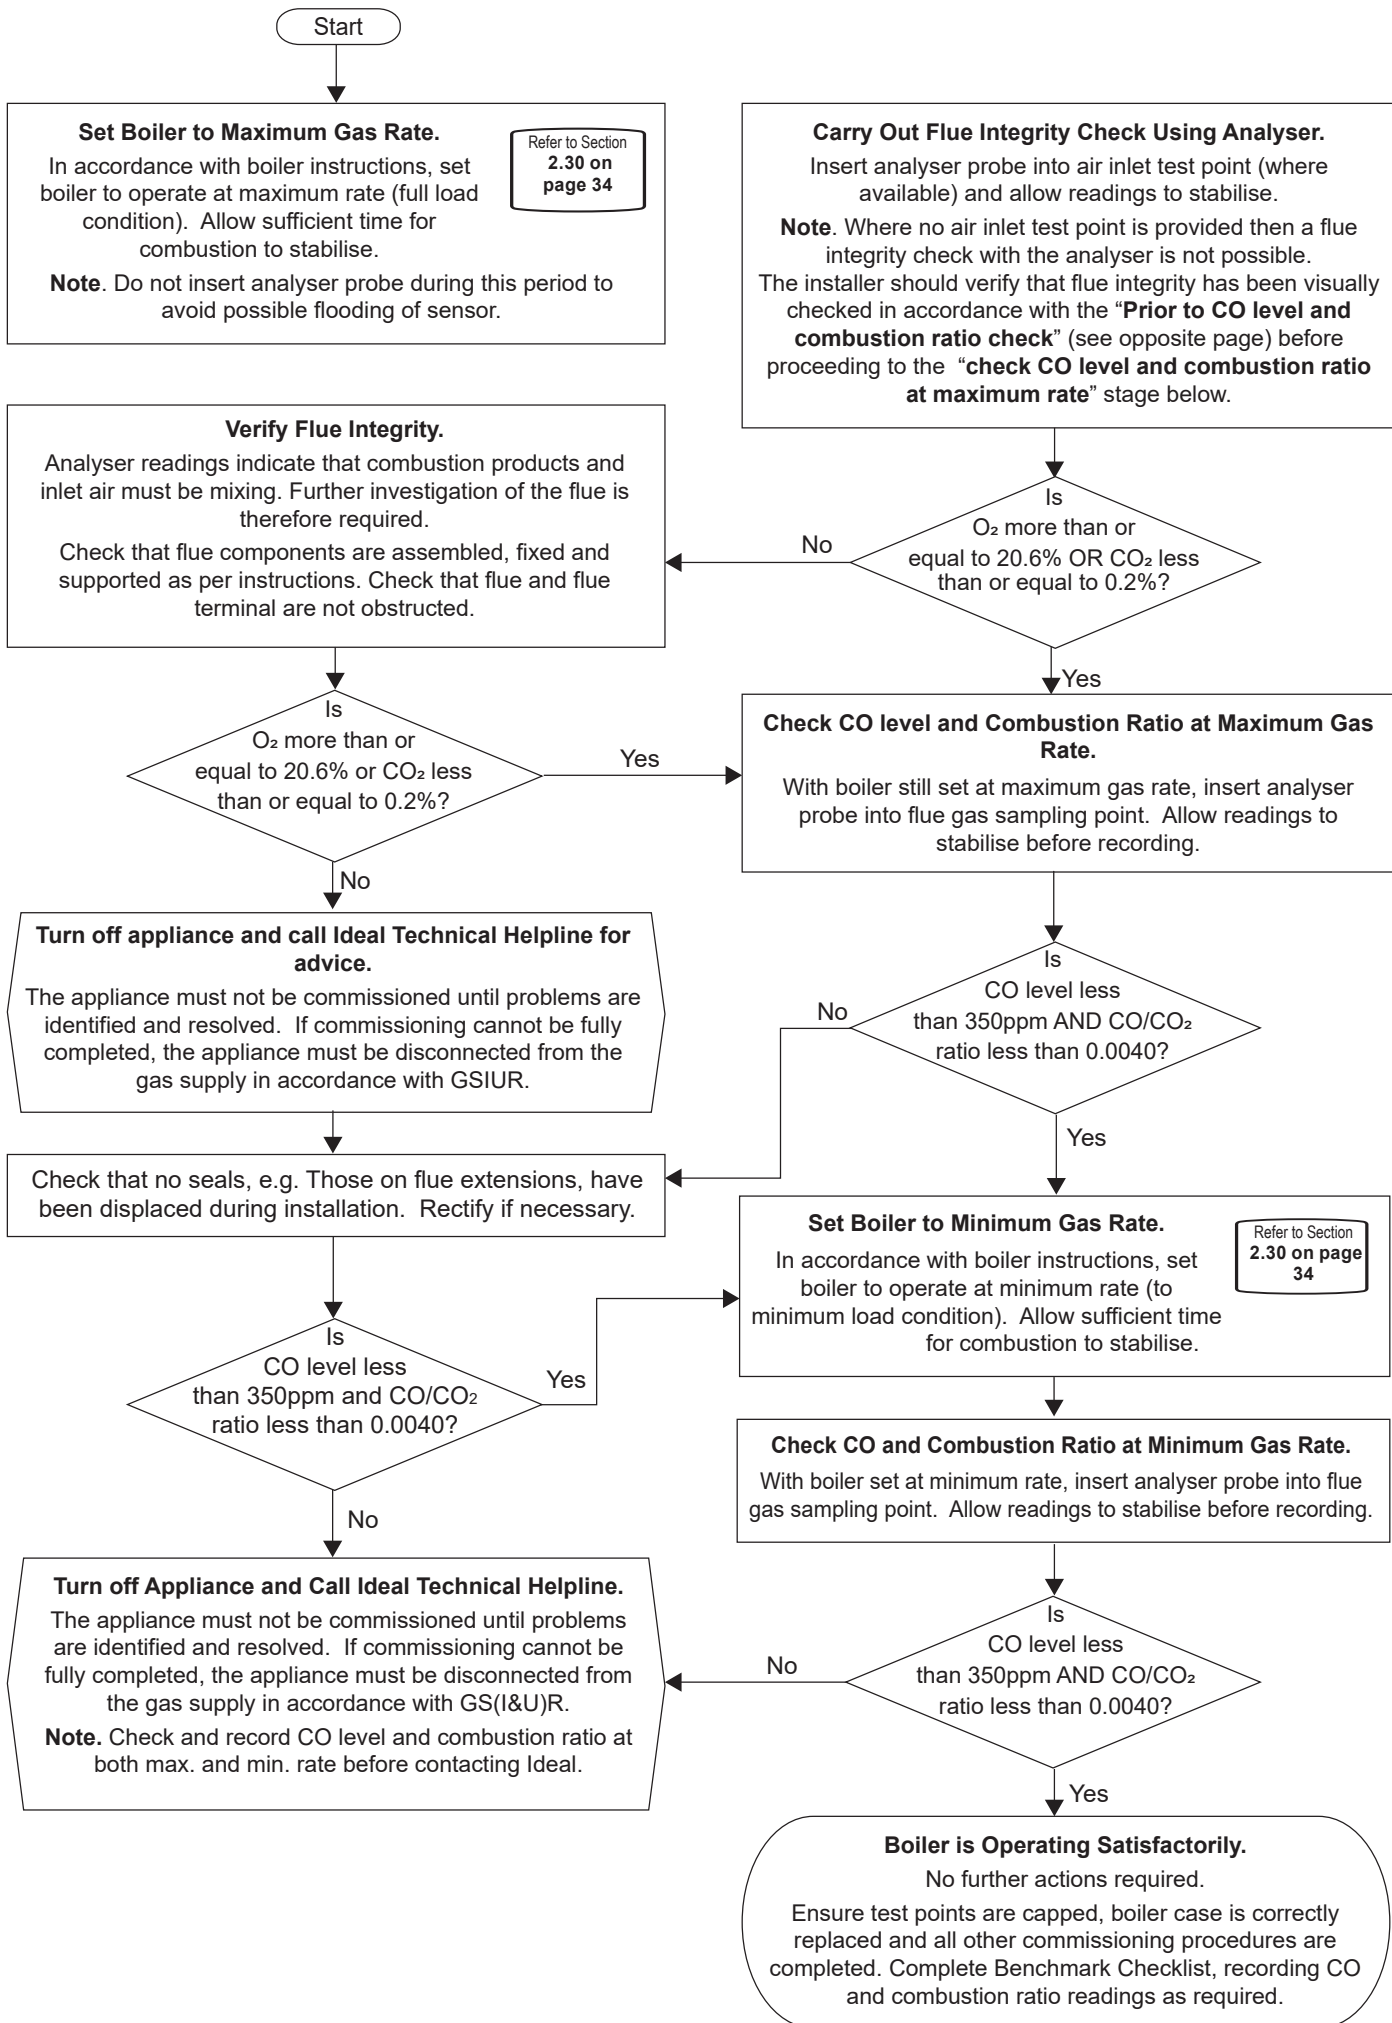 Start
Set Boiler to Maximum Gas Rate.
In accordance with boiler instructions, set
boiler to operate at maximum rate (full load
condition). Allow sufficient time for
combustion to stabilise.
Note. Do not insert analyser probe during this period to
avoid possible flooding of sensor.
Refer to Section
2.30 on
page 34
Carry Out Flue Integrity Check Using Analyser.
Insert analyser probe into air inlet test point (where
available) and allow readings to stabilise.
Note. Where no air inlet test point is provided then a flue
integrity check with the analyser is not possible.
The installer should verify that flue integrity has been visually
checked in accordance with the “Prior to CO level and
combustion ratio check” (see opposite page) before
proceeding to the “check CO level and combustion ratio
at maximum rate” stage below.
Is
O₂ more than or
equal to 20.6% OR CO₂ less
than or equal to 0.2%?
No
Yes
Verify Flue Integrity.
Analyser readings indicate that combustion products and
inlet air must be mixing. Further investigation of the flue is
therefore required.
Check that flue components are assembled, fixed and
supported as per instructions. Check that flue and flue
terminal are not obstructed.
Is
O₂ more than or
equal to 20.6% or CO₂ less
than or equal to 0.2%?
Yes
No
Check CO level and Combustion Ratio at Maximum Gas
Rate.
With boiler still set at maximum gas rate, insert analyser
probe into flue gas sampling point. Allow readings to
stabilise before recording.
Turn off appliance and call Ideal Technical Helpline for
advice.
The appliance must not be commissioned until problems are
identified and resolved. If commissioning cannot be fully
completed, the appliance must be disconnected from the
gas supply in accordance with GSIUR.
Is
CO level less
than 350ppm AND CO/CO₂
ratio less than 0.0040?
No
Yes
Check that no seals, e.g. Those on flue extensions, have
been displaced during installation. Rectify if necessary.
Set Boiler to Minimum Gas Rate.
In accordance with boiler instructions, set
boiler to operate at minimum rate (to
minimum load condition). Allow sufficient time
for combustion to stabilise.
Refer to Section
2.30 on page
34
Is
CO level less
than 350ppm and CO/CO₂
ratio less than 0.0040?
Yes
No
Check CO and Combustion Ratio at Minimum Gas Rate.
With boiler set at minimum rate, insert analyser probe into flue
gas sampling point. Allow readings to stabilise before recording.
Turn off Appliance and Call Ideal Technical Helpline.
The appliance must not be commissioned until problems
are identified and resolved. If commissioning cannot be
fully completed, the appliance must be disconnected from
the gas supply in accordance with GS(I&U)R.
Note. Check and record CO level and combustion ratio at
both max. and min. rate before contacting Ideal.
Is
CO level less
than 350ppm AND CO/CO₂
ratio less than 0.0040?
No
Yes
Boiler is Operating Satisfactorily.
No further actions required.
Ensure test points are capped, boiler case is correctly
replaced and all other commissioning procedures are
completed. Complete Benchmark Checklist, recording CO
and combustion ratio readings as required.